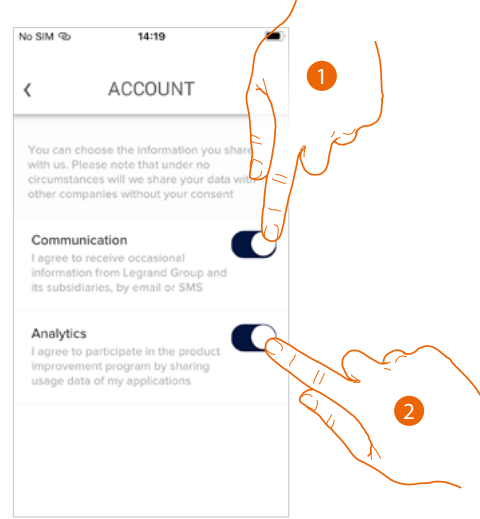 No SIM 14:19
ACCOUNT
You can choose the information you share
with us. Please note that under no
circumstances will we share your data with
other companies without your consent
Communication
I agree to receive occasional
information from Legrand Group and
its subsidiaries, by email or SMS
Analytics
I agree to participate in the product
improvement program by sharing
usage data of my applications
1
2